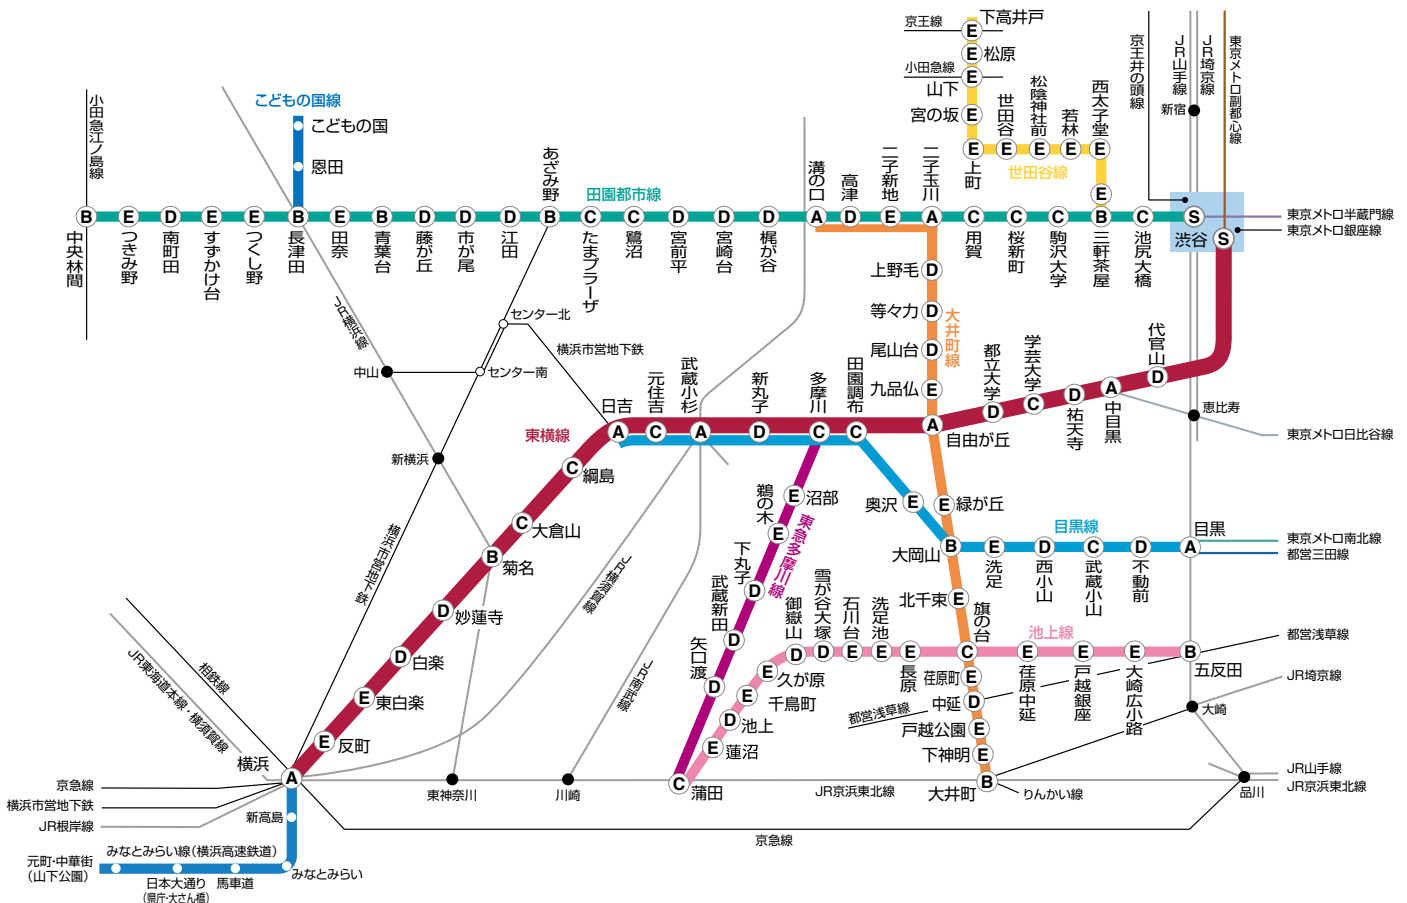 京王線
下高井戸
E
松原
E
小田急線
E
山下
宮の坂
E
上町
E
世田谷
E
松陰神社前
E
若林
E
西太子堂
E
E
世田谷線
京王井の頭線
JR山手線
JR埼京線
東京メトロ副都心線
新宿
小田急江ノ島線
こどもの国線
こどもの国
恩田
田園都市線
B
中央林間
E
つきみ野
D
南町田
E
すずかけ台
E
つくし野
B
長津田
E
田奈
B
青葉台
D
藤が丘
D
市が尾
D
江田
B
あざみ野
C
たまプラーザ
C
鷺沼
D
宮前平
D
宮崎台
D
梶が谷
A
溝の口
D
高津
E
二子新地
A
二子玉川
C
用賀
C
桜新町
C
駒沢大学
B
三軒茶屋
C
池尻大橋
S
渋谷
S
東京メトロ半蔵門線
東京メトロ銀座線
大井町線
D
上野毛
D
等々力
D
尾山台
E
九品仏
A
自由が丘
E
緑が丘
B
大岡山
E
北千束
C
旗の台
E
荏原町
D
中延
E
戸越公園
E
下神明
B
大井町
りんかい線
JR横浜線
中山
センター北
センター南
横浜市営地下鉄
新横浜
横浜市営地下鉄
東横線
D
代官山
A
中目黒
D
祐天寺
C
学芸大学
D
都立大学
C
田園調布
C
多摩川
D
新丸子
A
武蔵小杉
C
元住吉
A
日吉
C
綱島
C
大倉山
B
菊名
D
妙蓮寺
D
白楽
E
東白楽
E
反町
A
横浜
恵比寿
東京メトロ日比谷線
目黒線
E
奥沢
E
洗足
D
西小山
C
武蔵小山
D
不動前
A
目黒
東京メトロ南北線
都営三田線
東急多摩川線
E
沼部
E
鵜の木
D
下丸子
D
武蔵新田
D
矢口渡
C
蒲田
池上線
E
蓮沼
D
池上
E
千鳥町
E
久が原
D
御嶽山
D
雪が谷大塚
E
石川台
E
洗足池
E
長原
E
荏原中延
E
戸越銀座
E
大崎広小路
B
五反田
都営浅草線
都営浅草線
JR埼京線
大崎
JR山手線
JR京浜東北線
品川
JR横須賀線
JR南武線
相鉄線
JR東海道本線・横須賀線
京急線
横浜市営地下鉄
JR根岸線
東神奈川
川崎
JR京浜東北線
京急線
新高島
みなとみらい線(横浜高速鉄道)
みなとみらい
元町・中華街
(山下公園)
日本大通り
(県庁・大さん橋)
馬車道